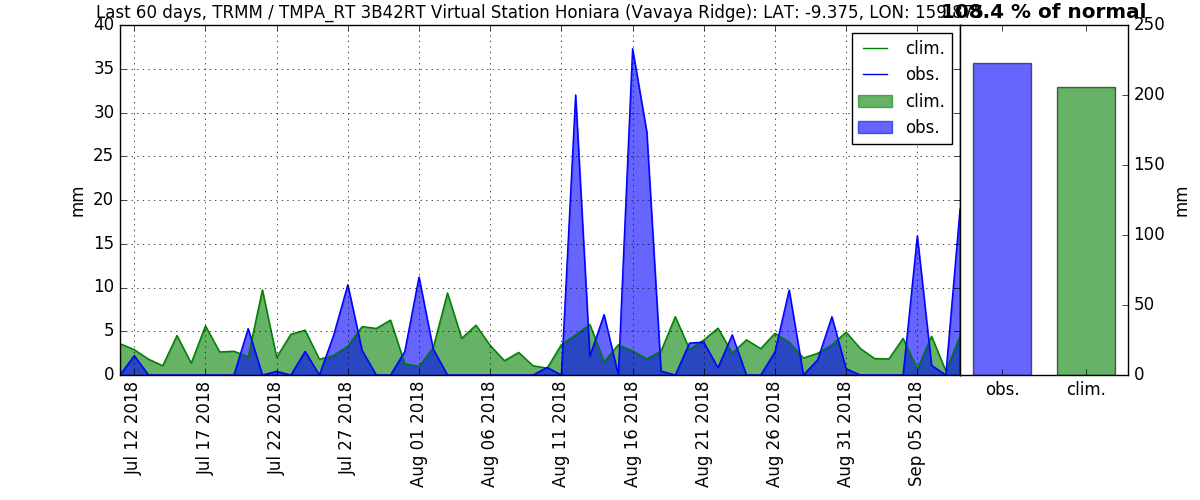 Last 60 days, TRMM / TMPA_RT 3B42RT Virtual Station Honiara (Vavaya Ridge): LAT: -9.375, LON:
108.4 % of normal
40
35
30
25
20
15
10
5
0
mm
clim.
obs.
clim.
obs.
Jul 12 2018
Jul 17 2018
Jul 22 2018
Jul 27 2018
Aug 01 2018
Aug 06 2018
Aug 11 2018
Aug 16 2018
Aug 21 2018
Aug 26 2018
Aug 31 2018
Sep 05 2018
250
200
150
100
50
0
mm
obs.
clim.